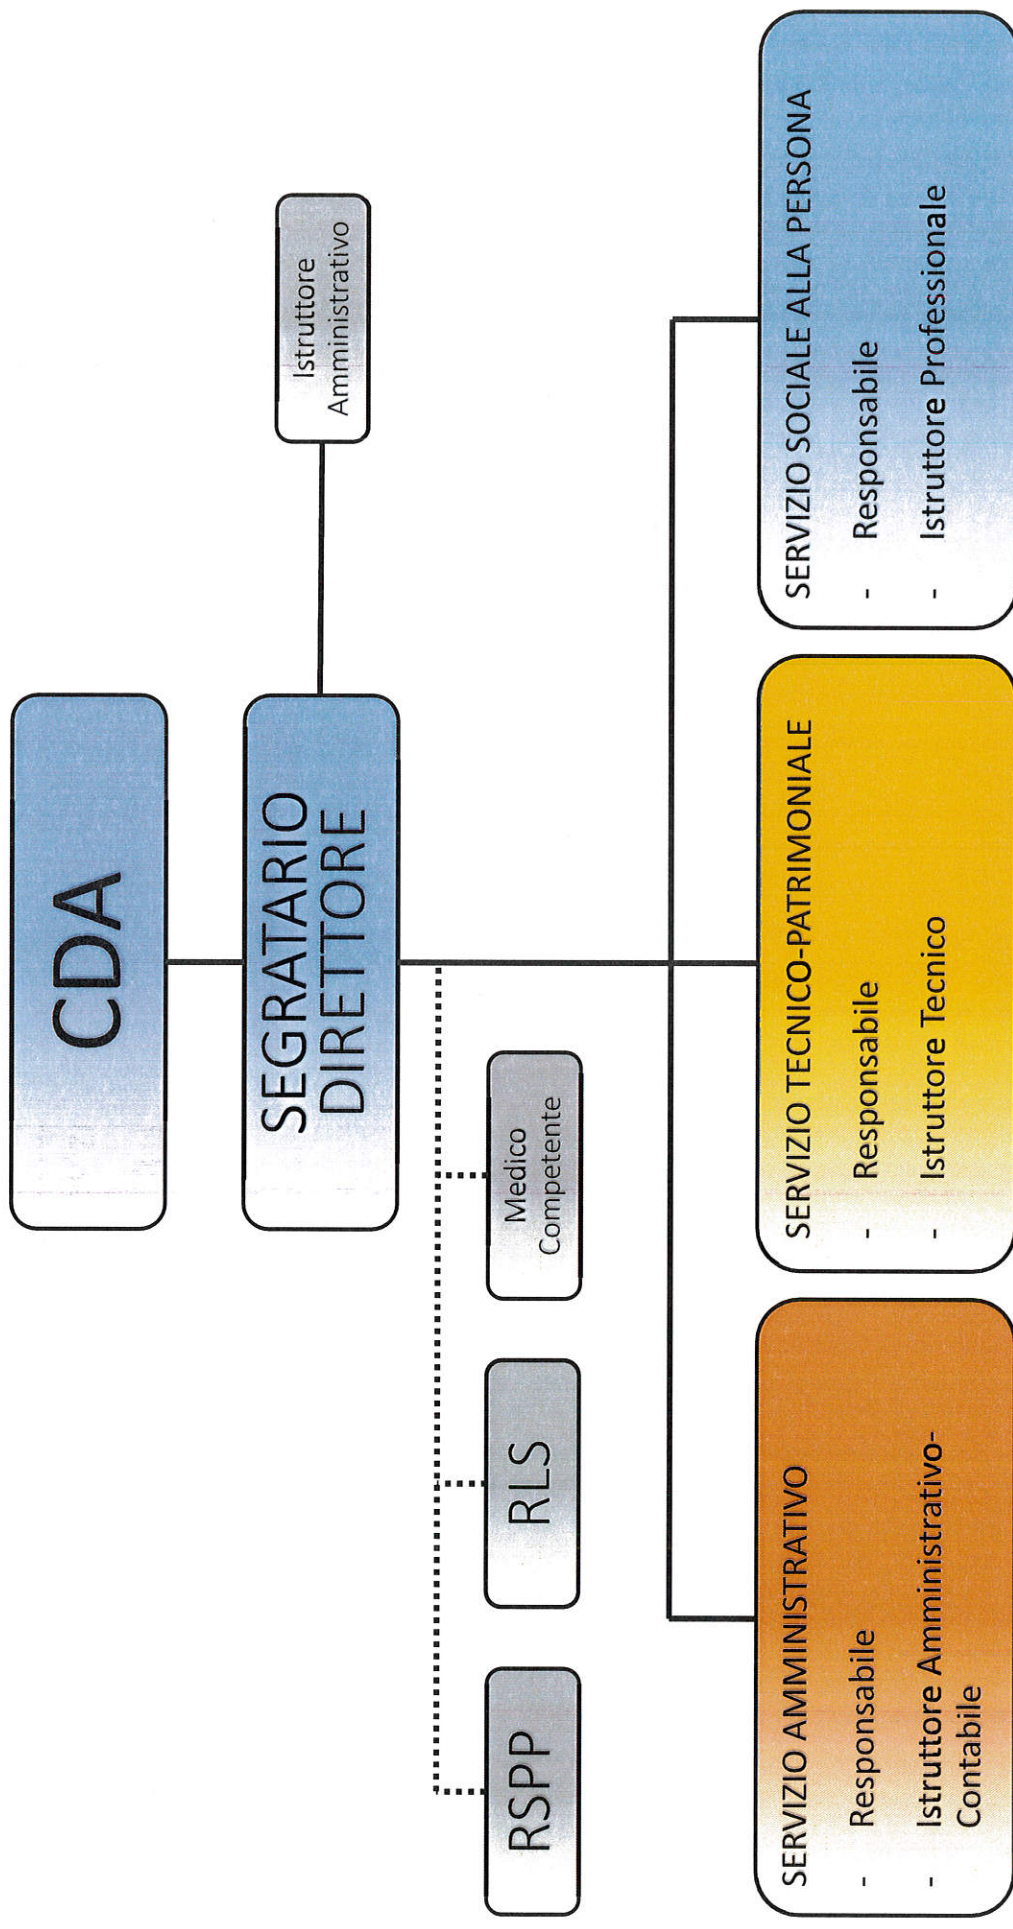 CDA
SEGRATARIO
DIRETTORE
Istruttore
Amministrativo
RSPP
RLS
Medico
Competente
SERVIZIO AMMINISTRATIVO
- Responsabile
- Istruttore Amministrativo-
Contabile
SERVIZIO TECNICO-PATRIMONIALE
- Responsabile
- Istruttore Tecnico
SERVIZIO SOCIALE ALLA PERSONA
- Responsabile
- Istruttore Professionale